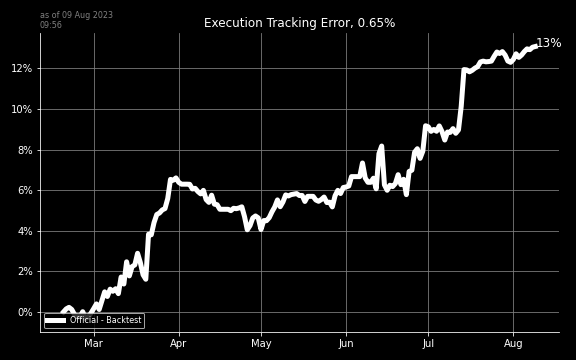 as of 09 Aug 2023
09:56
Execution Tracking Error, 0.65%
13%
12%
10%
8%
6%
4%
2%
0%
Official - Backtest
Mar Apr May Jun Jul Aug